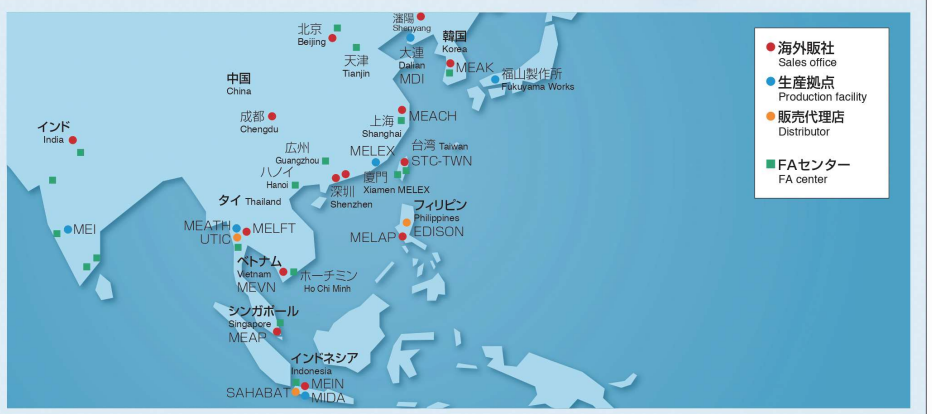 瀋陽
Shenyang
北京
Beijing
天津
Tianjin
大連
Dalian
MDI
韓国
Korea
MEAK
福山製作所
Fukuyama Works
中国
China
成都
Chengdu
上海
Shanghai
MEACH
インド
India
広州
Guangzhou
MELEX
台湾 Taiwan
STC-TWN
ハノイ
Hanoi
深圳
Shenzhen
厦門
Xiamen MELEX
タイ Thailand
フィリピン
Philippines
EDISON
MEI
MEATH
MELFT
UTIC
MELAP
ベトナム
Vietnam
MEVN
ホーチミン
Ho Chi Minh
シンガポール
Singapore
MEAP
インドネシア
Indonesia
MEIN
SAHABAT
MIDA
海外販社
Sales office
生産拠点
Production facility
販売代理店
Distributor
FAセンター
FA center